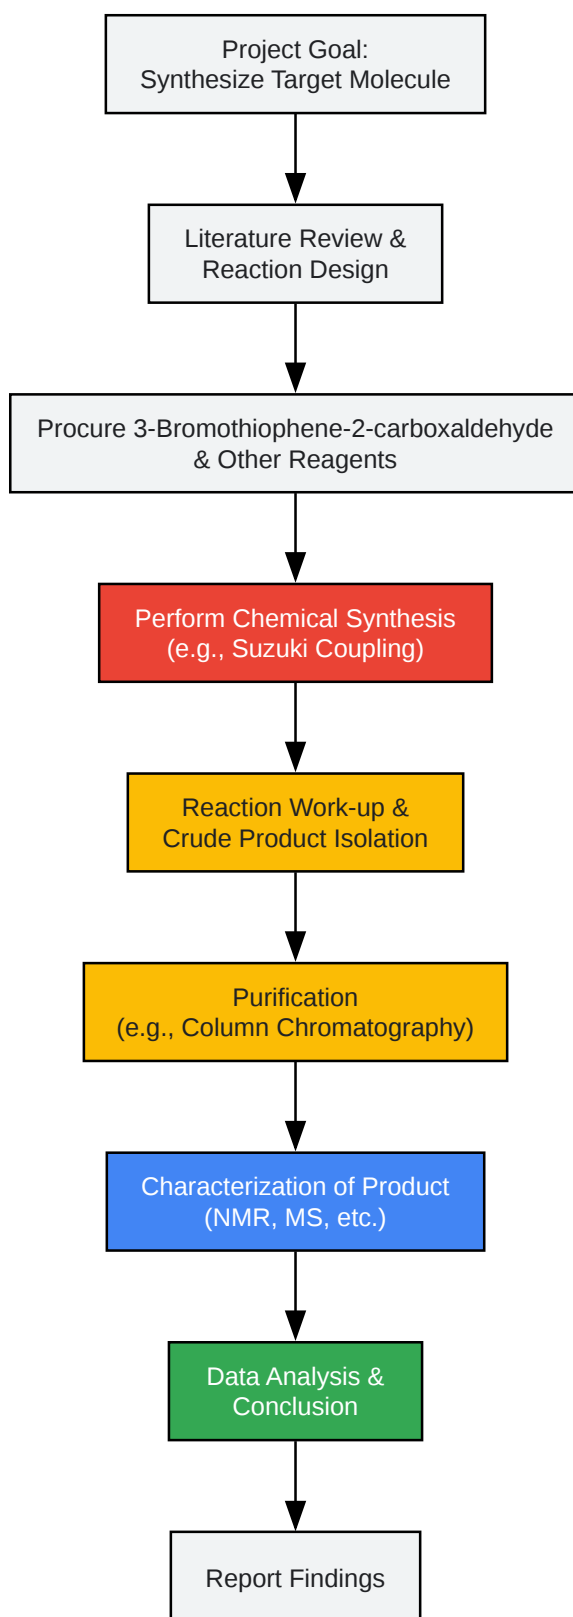 Project Goal:
Synthesize Target Molecule
Literature Review &
Reaction Design
Procure 3-Bromothiophene-2-carboxaldehyde
& Other Reagents
Perform Chemical Synthesis
(e.g., Suzuki Coupling)
Reaction Work-up &
Crude Product Isolation
Purification
(e.g., Column Chromatography)
Characterization of Product
(NMR, MS, etc.)
Data Analysis &
Conclusion
Report Findings